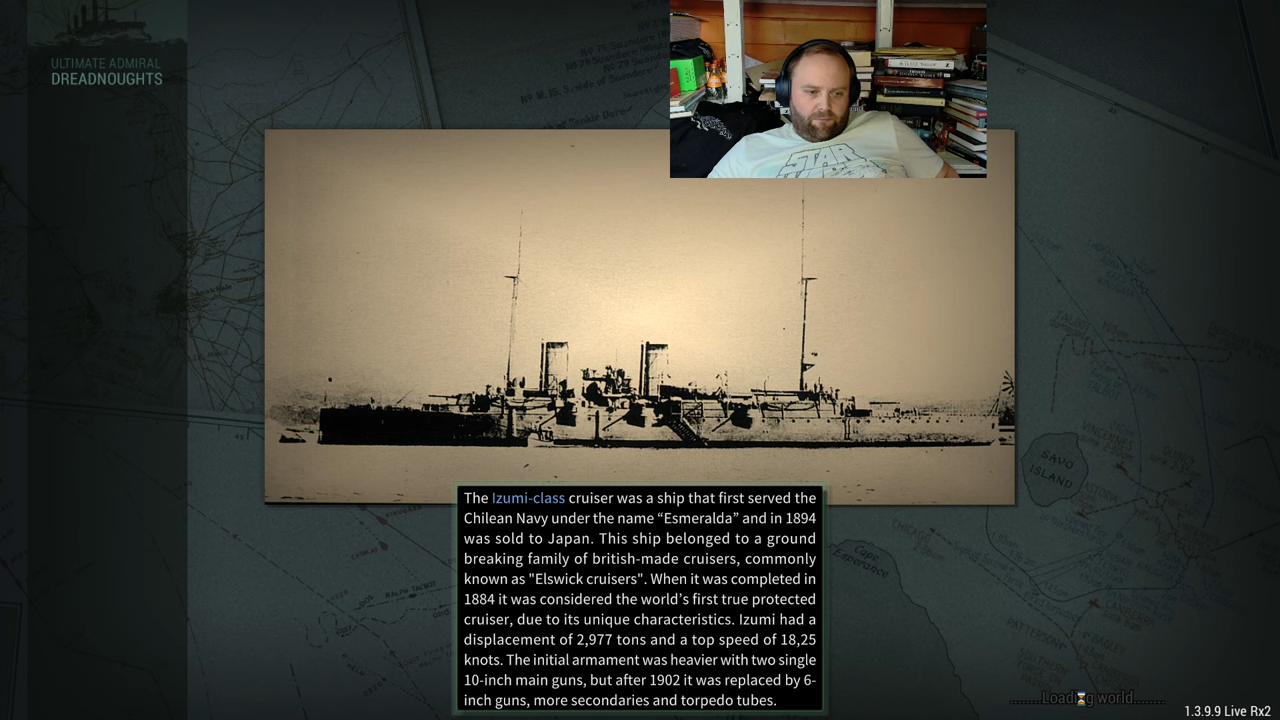 ULTIMATE ADMIRAL
DREADNOUGHTS
STAR
SAVO
ISLAND
Cape
Esperance
The Izumi-class cruiser was a ship that first served the
Chilean Navy under the name “Esmeralda” and in 1894
was sold to Japan. This ship belonged to a ground
breaking family of british-made cruisers, commonly
known as "Elswick cruisers". When it was completed in
1884 it was considered the world’s first true protected
cruiser, due to its unique characteristics. Izumi had a
displacement of 2,977 tons and a top speed of 18,25
knots. The initial armament was heavier with two single
10-inch main guns, but after 1902 it was replaced by 6-
inch guns, more secondaries and torpedo tubes.
Loading world
1.3.9.9 Live Rx2